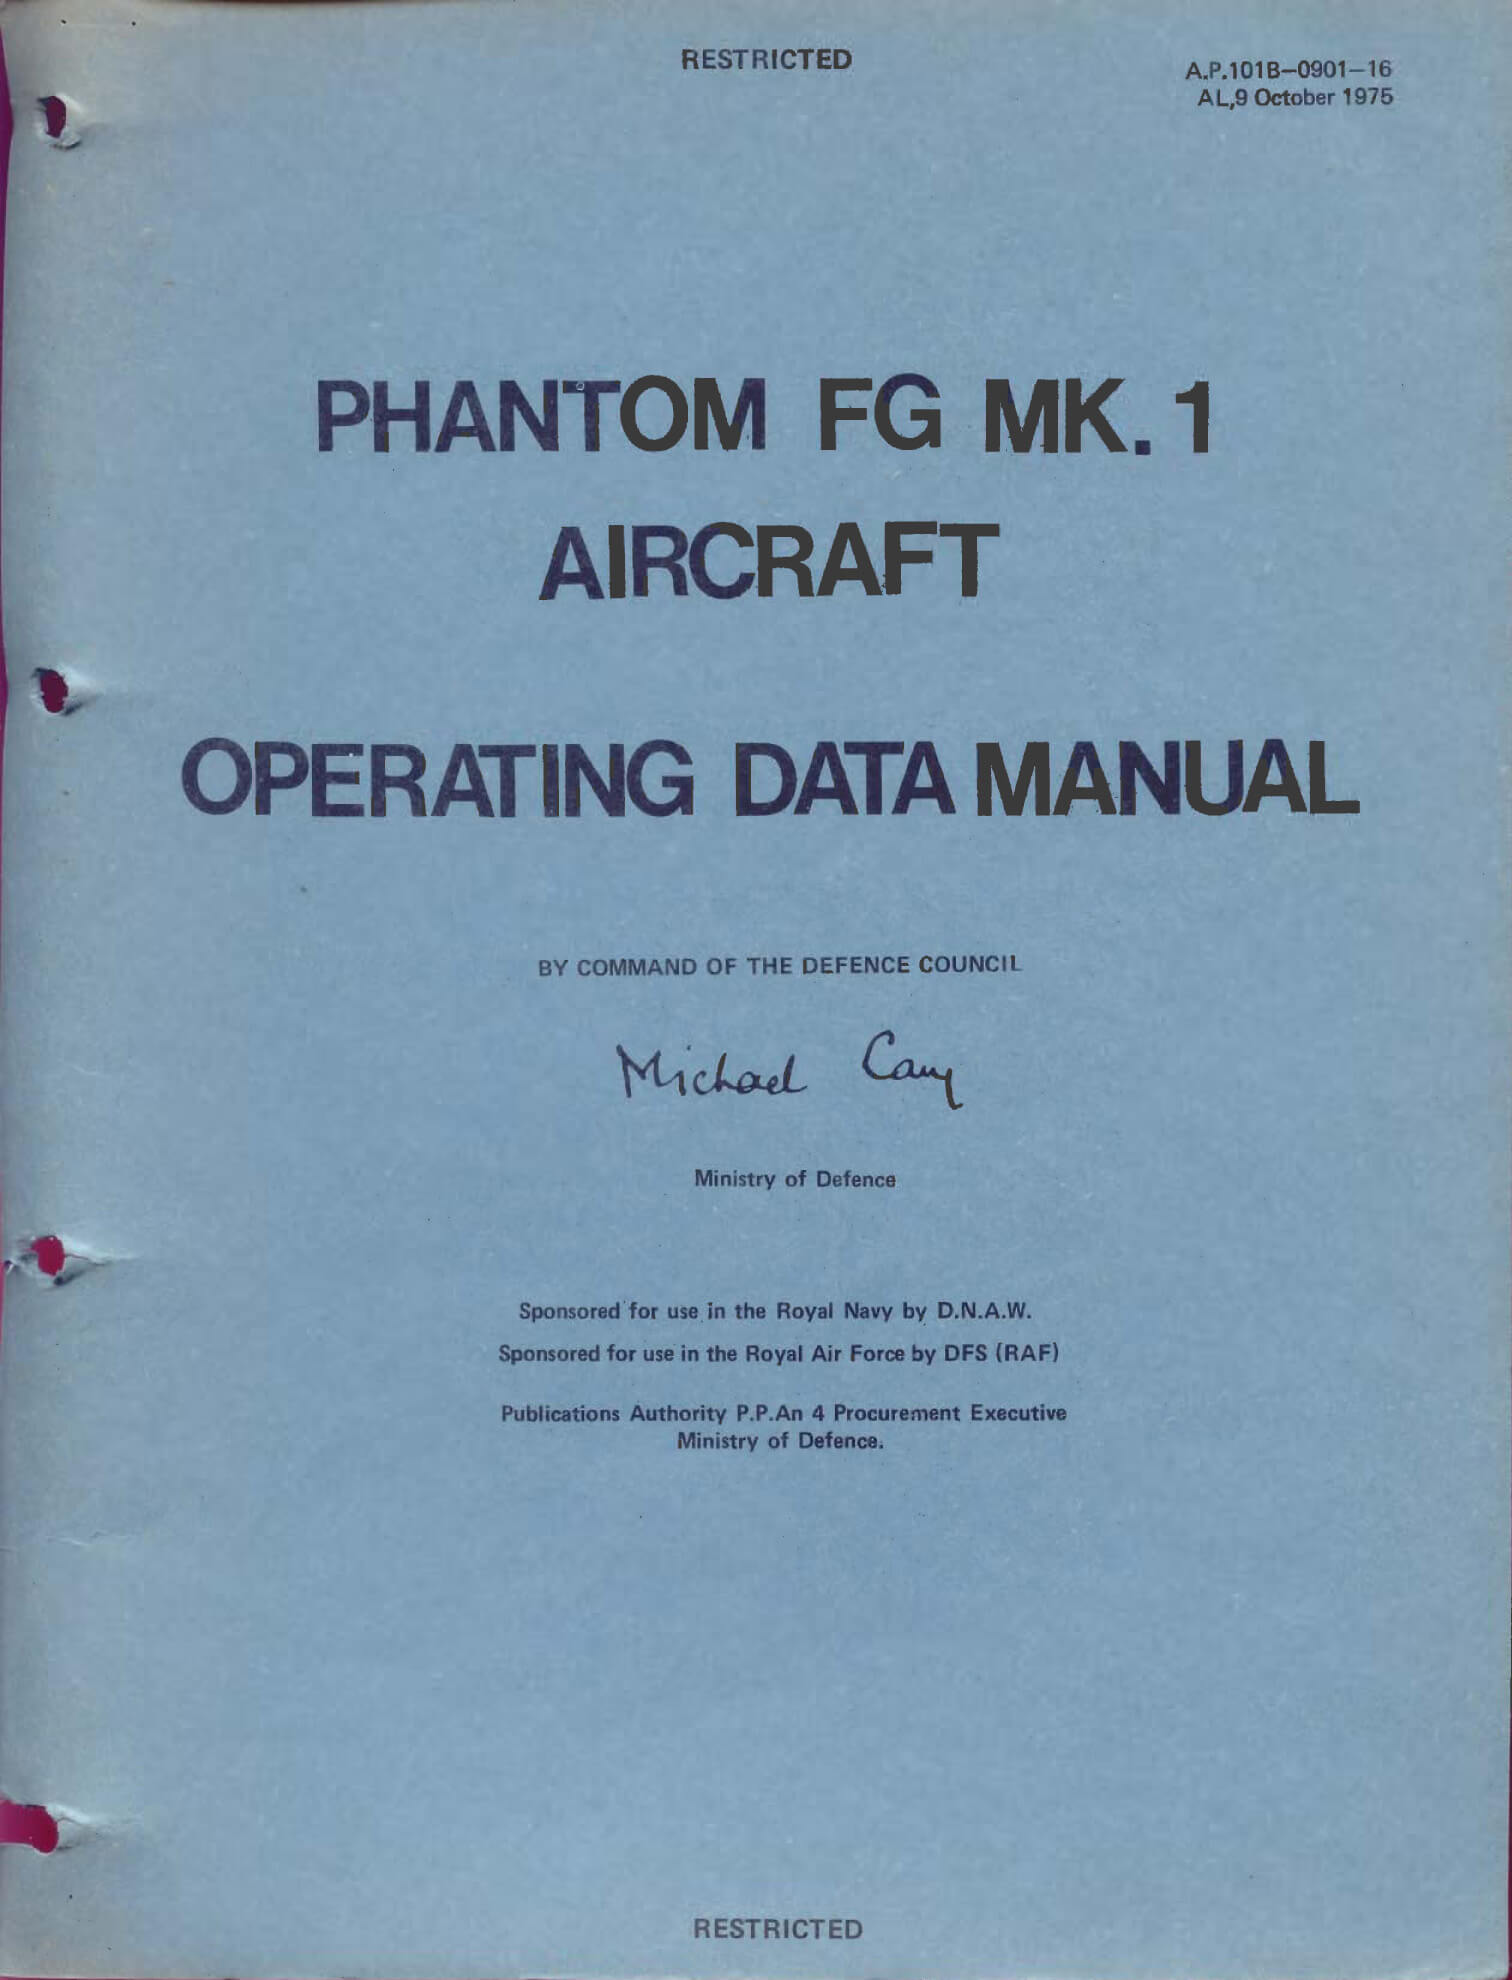 RESTRICTED
A.P.101B-0901-16
AL,9 October 1975
PHANTOM FG MK.1
AIRCRAFT
OPERATING DATA MANUAL
BY COMMAND OF THE DEFENCE COUNCIL
Michael Cary
Ministry of Defence
Sponsored for use in the Royal Navy by D.N.A.W.
Sponsored for use in the Royal Air Force by DFS (RAF)
Publications Authority P.P.An 4 Procurement Executive
Ministry of Defence.
RESTRICTED